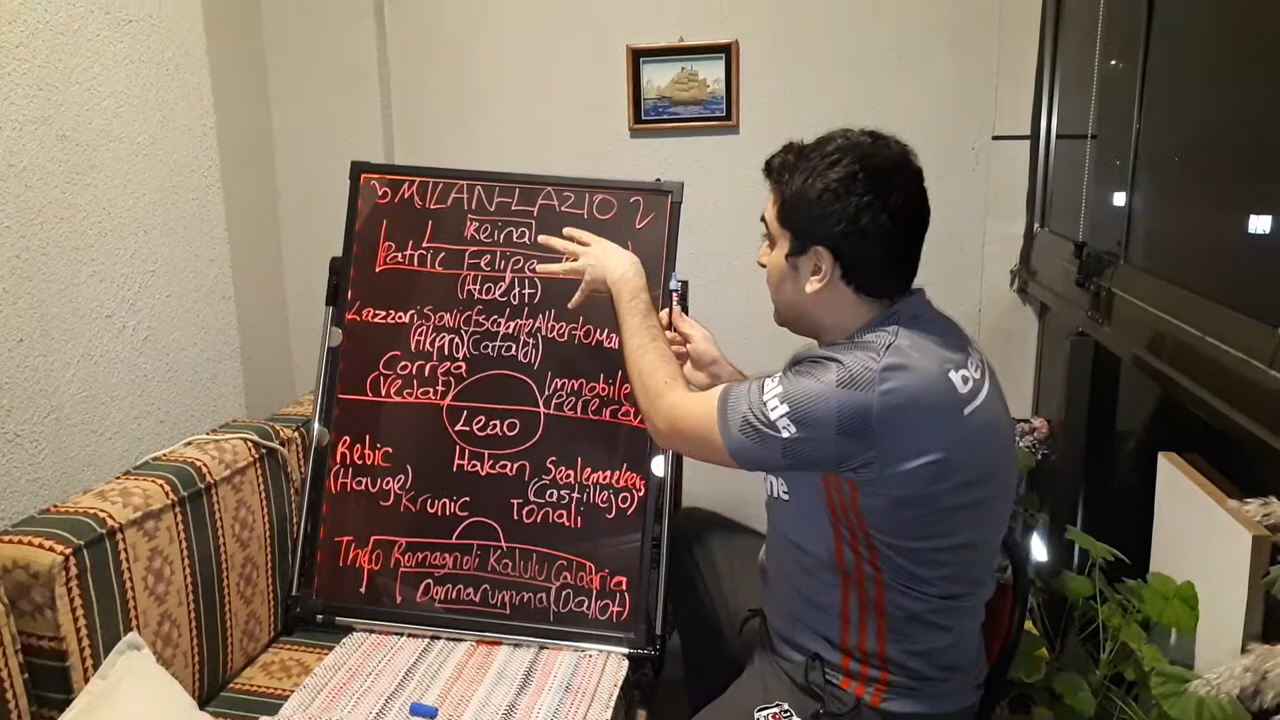 3 MILAN-LAZIO 2
Reina
Patric Felipe
(Hoedt)
Lazzari Sonic Escalante Alberto Mar
(Akpro) (Cataldi)
Correa
(Vedat)
Immobile
(Pereira)
Leao
Rebic
(Hauge)
Hakan
Saelemaekers
(Castillejo)
Krunic
Tonali
Theo Romagnoli Kalulu Calabria
Donnarumma (Dalot)